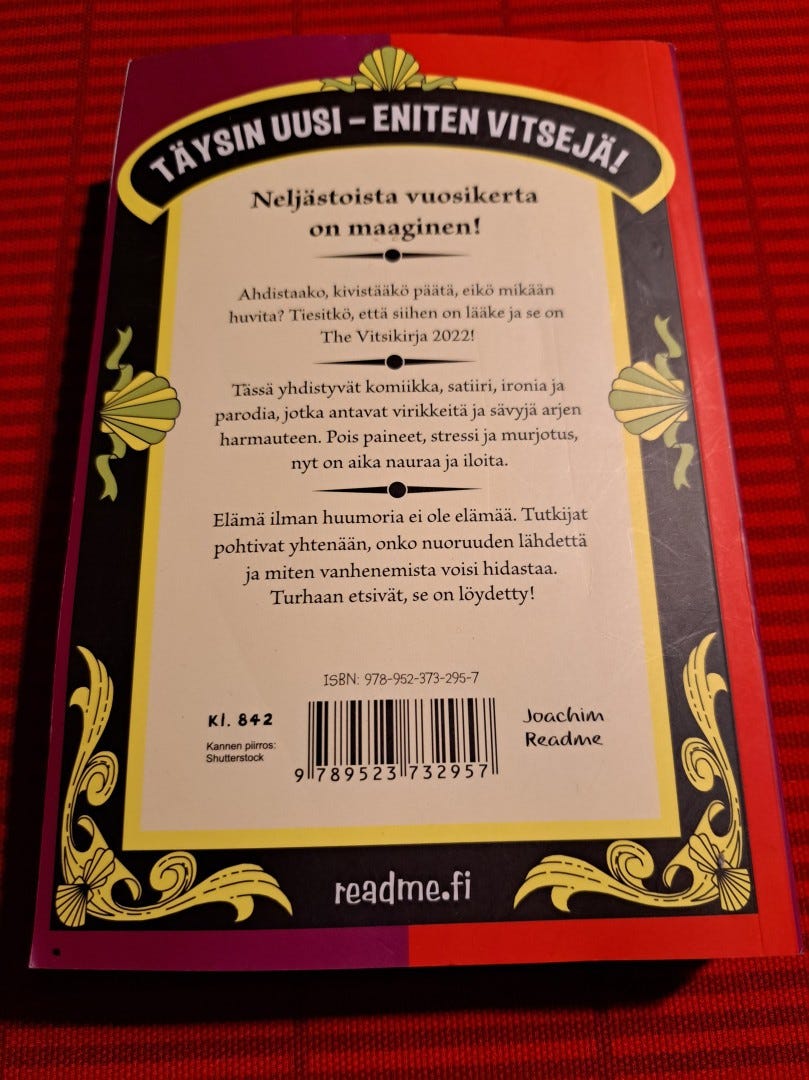 TÄYSIN UUSI – ENITEN VITSEJÄ!
Neljästoista vuosikerta
on maaginen!
Ahdistaako, kivistääkö päätä, eikö mikään
huvita? Tiesitkö, että siihen on lääke ja se on
The Vitsikirja 2022!
Tässä yhdistyvät komiikka, satiiri, ironia ja
parodia, jotka antavat virikkeitä ja sävyjä arjen
harmauteen. Pois paineet, stressi ja murjotus,
nyt on aika nauraa ja iloita.
Elämä ilman huumoria ei ole elämää. Tutkijat
pohtivat yhtenään, onko nuoruuden lähdettä
ja miten vanhenemista voisi hidastaa.
Turhaan etsivät, se on löydetty!
ISBN: 978-952-373-295-7
Kl. 842
Kannen piirros:
Shutterstock
9 789523 732957
Joachim
Readme
readme.fi